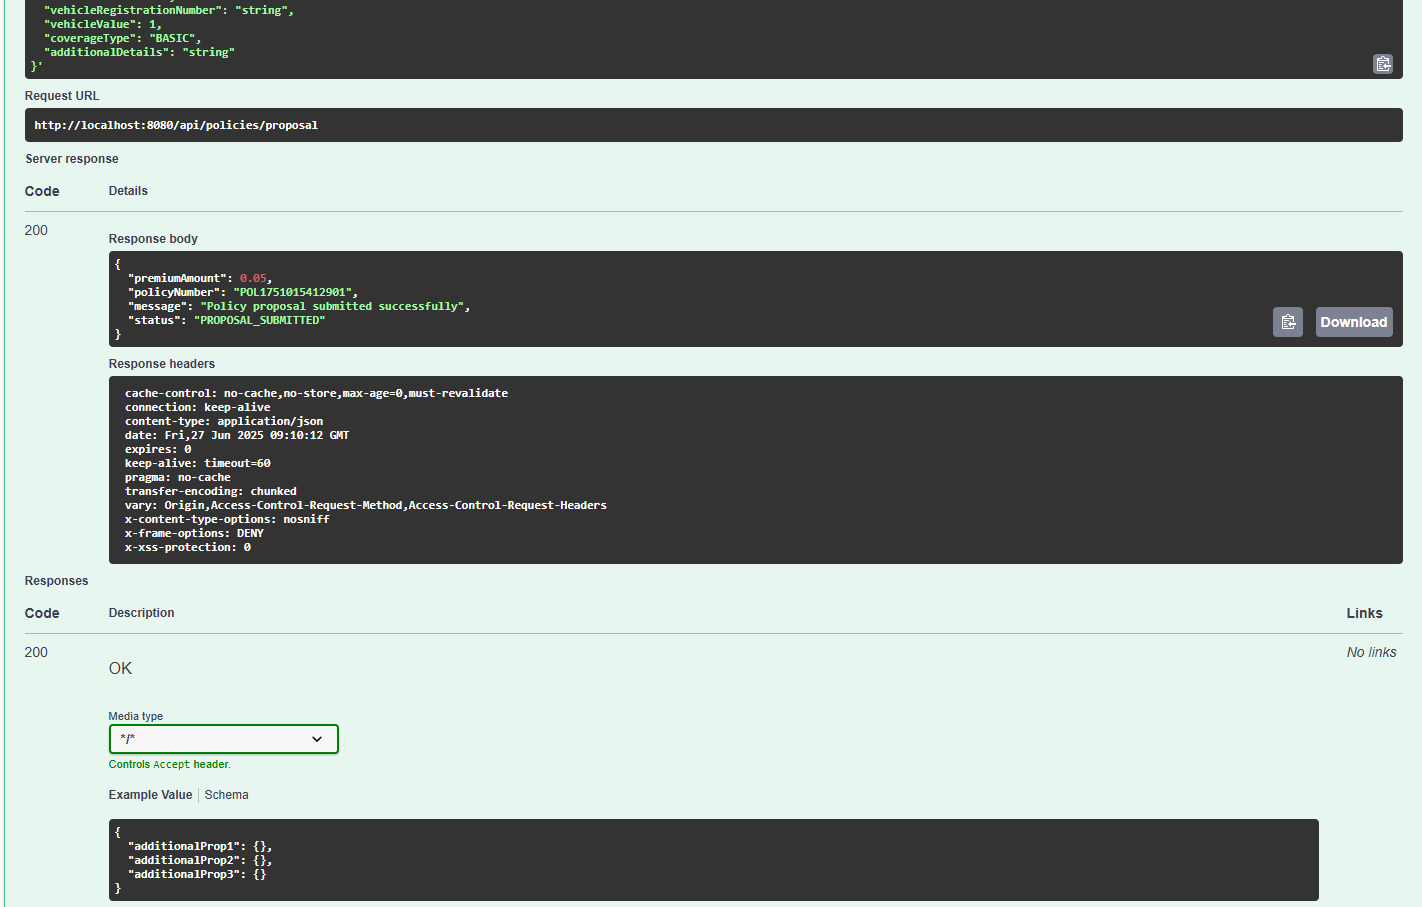 "vehicleRegistrationNumber": "string",
"vehicleValue": 1,
"coverageType": "BASIC",
"additionalDetails": "string"
}'
Request URL
http://localhost:8080/api/policies/proposal
Server response
Code Details
200
Response body
{
"premiumAmount": 0.05,
"policyNumber": "POL1751015412901",
"message": "Policy proposal submitted successfully",
"status": "PROPOSAL_SUBMITTED"
}
Download
Response headers
cache-control: no-cache,no-store,max-age=0,must-revalidate
connection: keep-alive
content-type: application/json
date: Fri,27 Jun 2025 09:10:12 GMT
expires: 0
keep-alive: timeout=60
pragma: no-cache
transfer-encoding: chunked
vary: Origin,Access-Control-Request-Method,Access-Control-Request-Headers
x-content-type-options: nosniff
x-frame-options: DENY
x-xss-protection: 0
Responses
Code Description Links
200 No links
OK
Media type
*/*
Controls Accept header.
Example Value Schema
{
"additionalProp1": {},
"additionalProp2": {},
"additionalProp3": {}
}